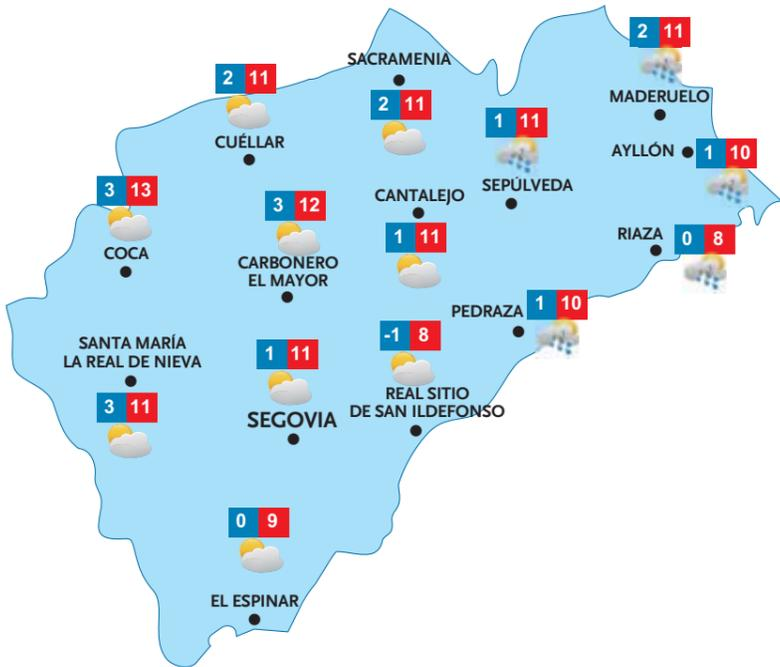 2 11
MADERUELO
SACRAMENIA
2 11
2 11
CUÉLLAR
1 11
SEPÚLVEDA
AYLLÓN
1 10
3 13
COCA
3 12
CARBONERO
EL MAYOR
CANTALEJO
1 11
RIAZA
0 8
PEDRAZA
1 10
SANTA MARÍA
LA REAL DE NIEVA
3 11
1 11
SEGOVIA
-1 8
REAL SITIO
DE SAN ILDEFONSO
0 9
EL ESPINAR